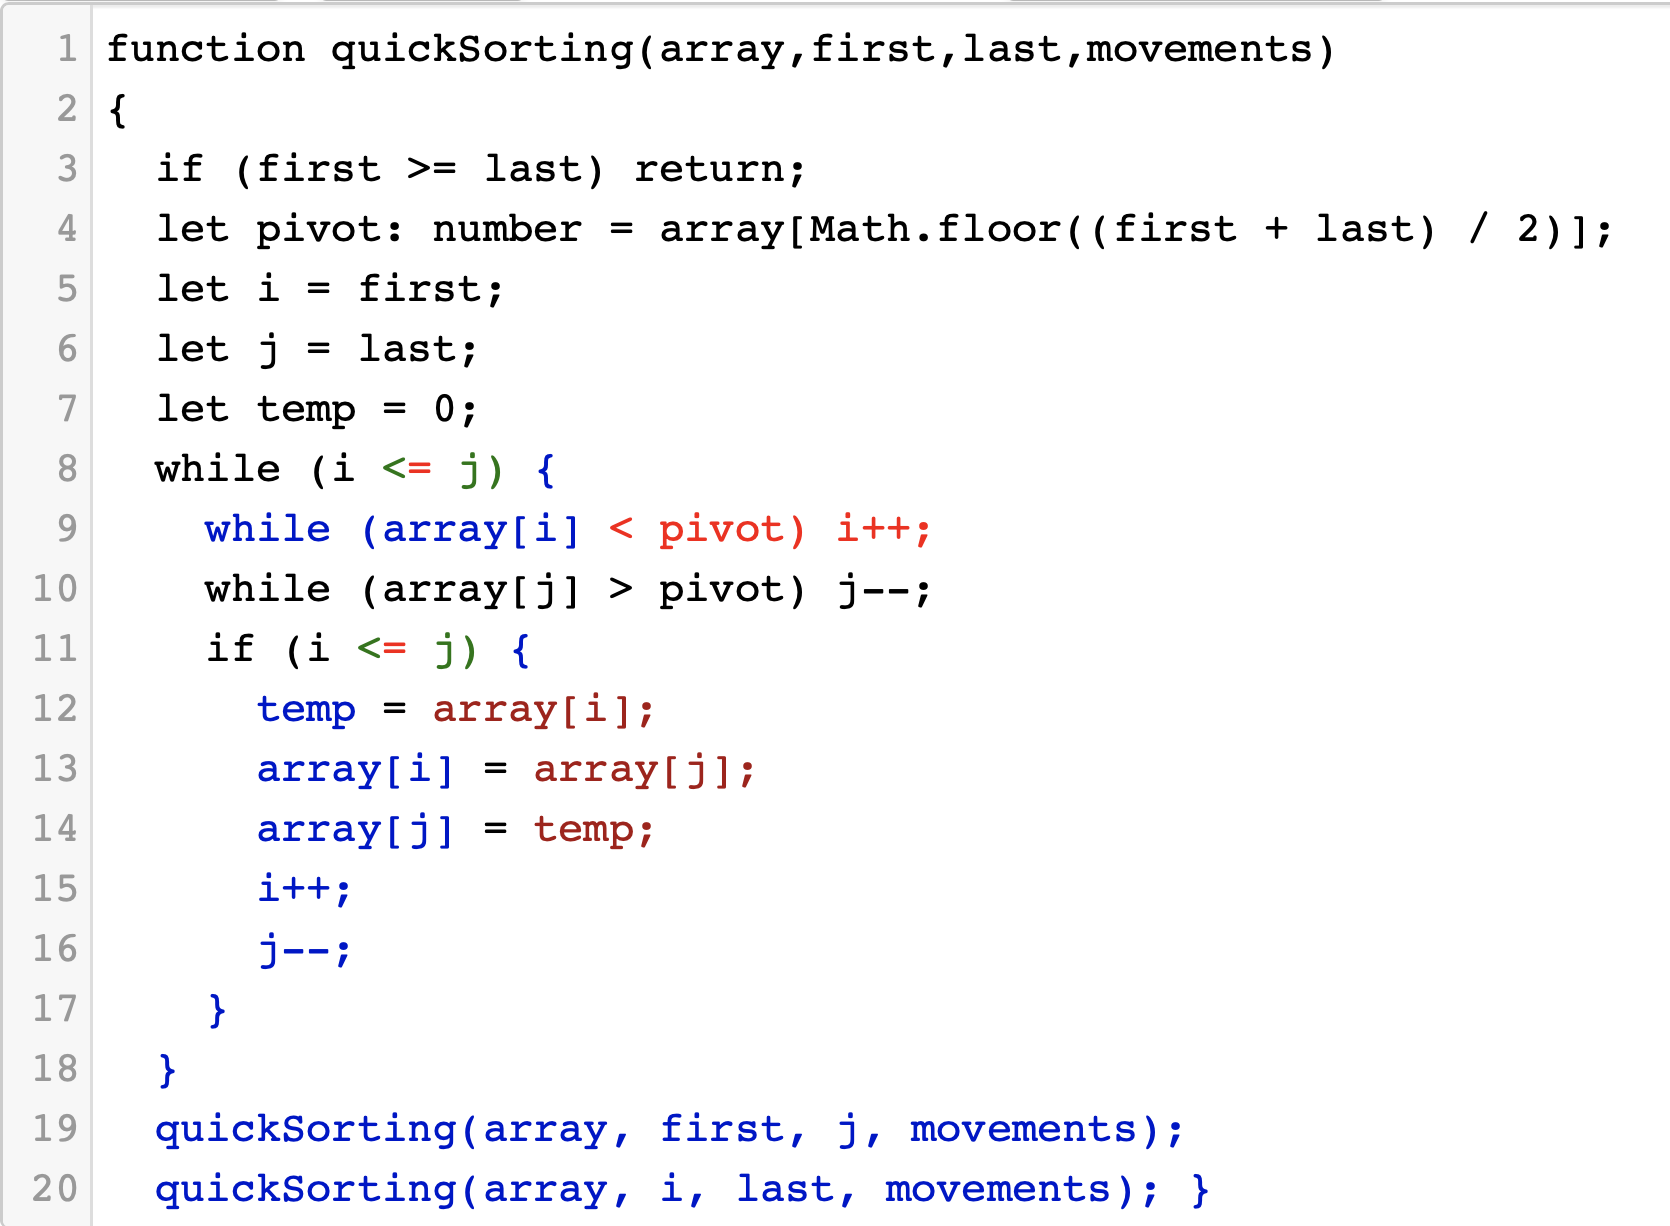 1 function quickSorting(array,first,last,movements)
2 {
3   if (first >= last) return;
4   let pivot: number = array[Math.floor((first + last) / 2)];
5   let i = first;
6   let j = last;
7   let temp = 0;
8   while (i <= j) {
9     while (array[i] < pivot) i++;
10     while (array[j] > pivot) j--;
11     if (i <= j) {
12       temp = array[i];
13       array[i] = array[j];
14       array[j] = temp;
15       i++;
16       j--;
17     }
18   }
19   quickSorting(array, first, j, movements);
20   quickSorting(array, i, last, movements); }